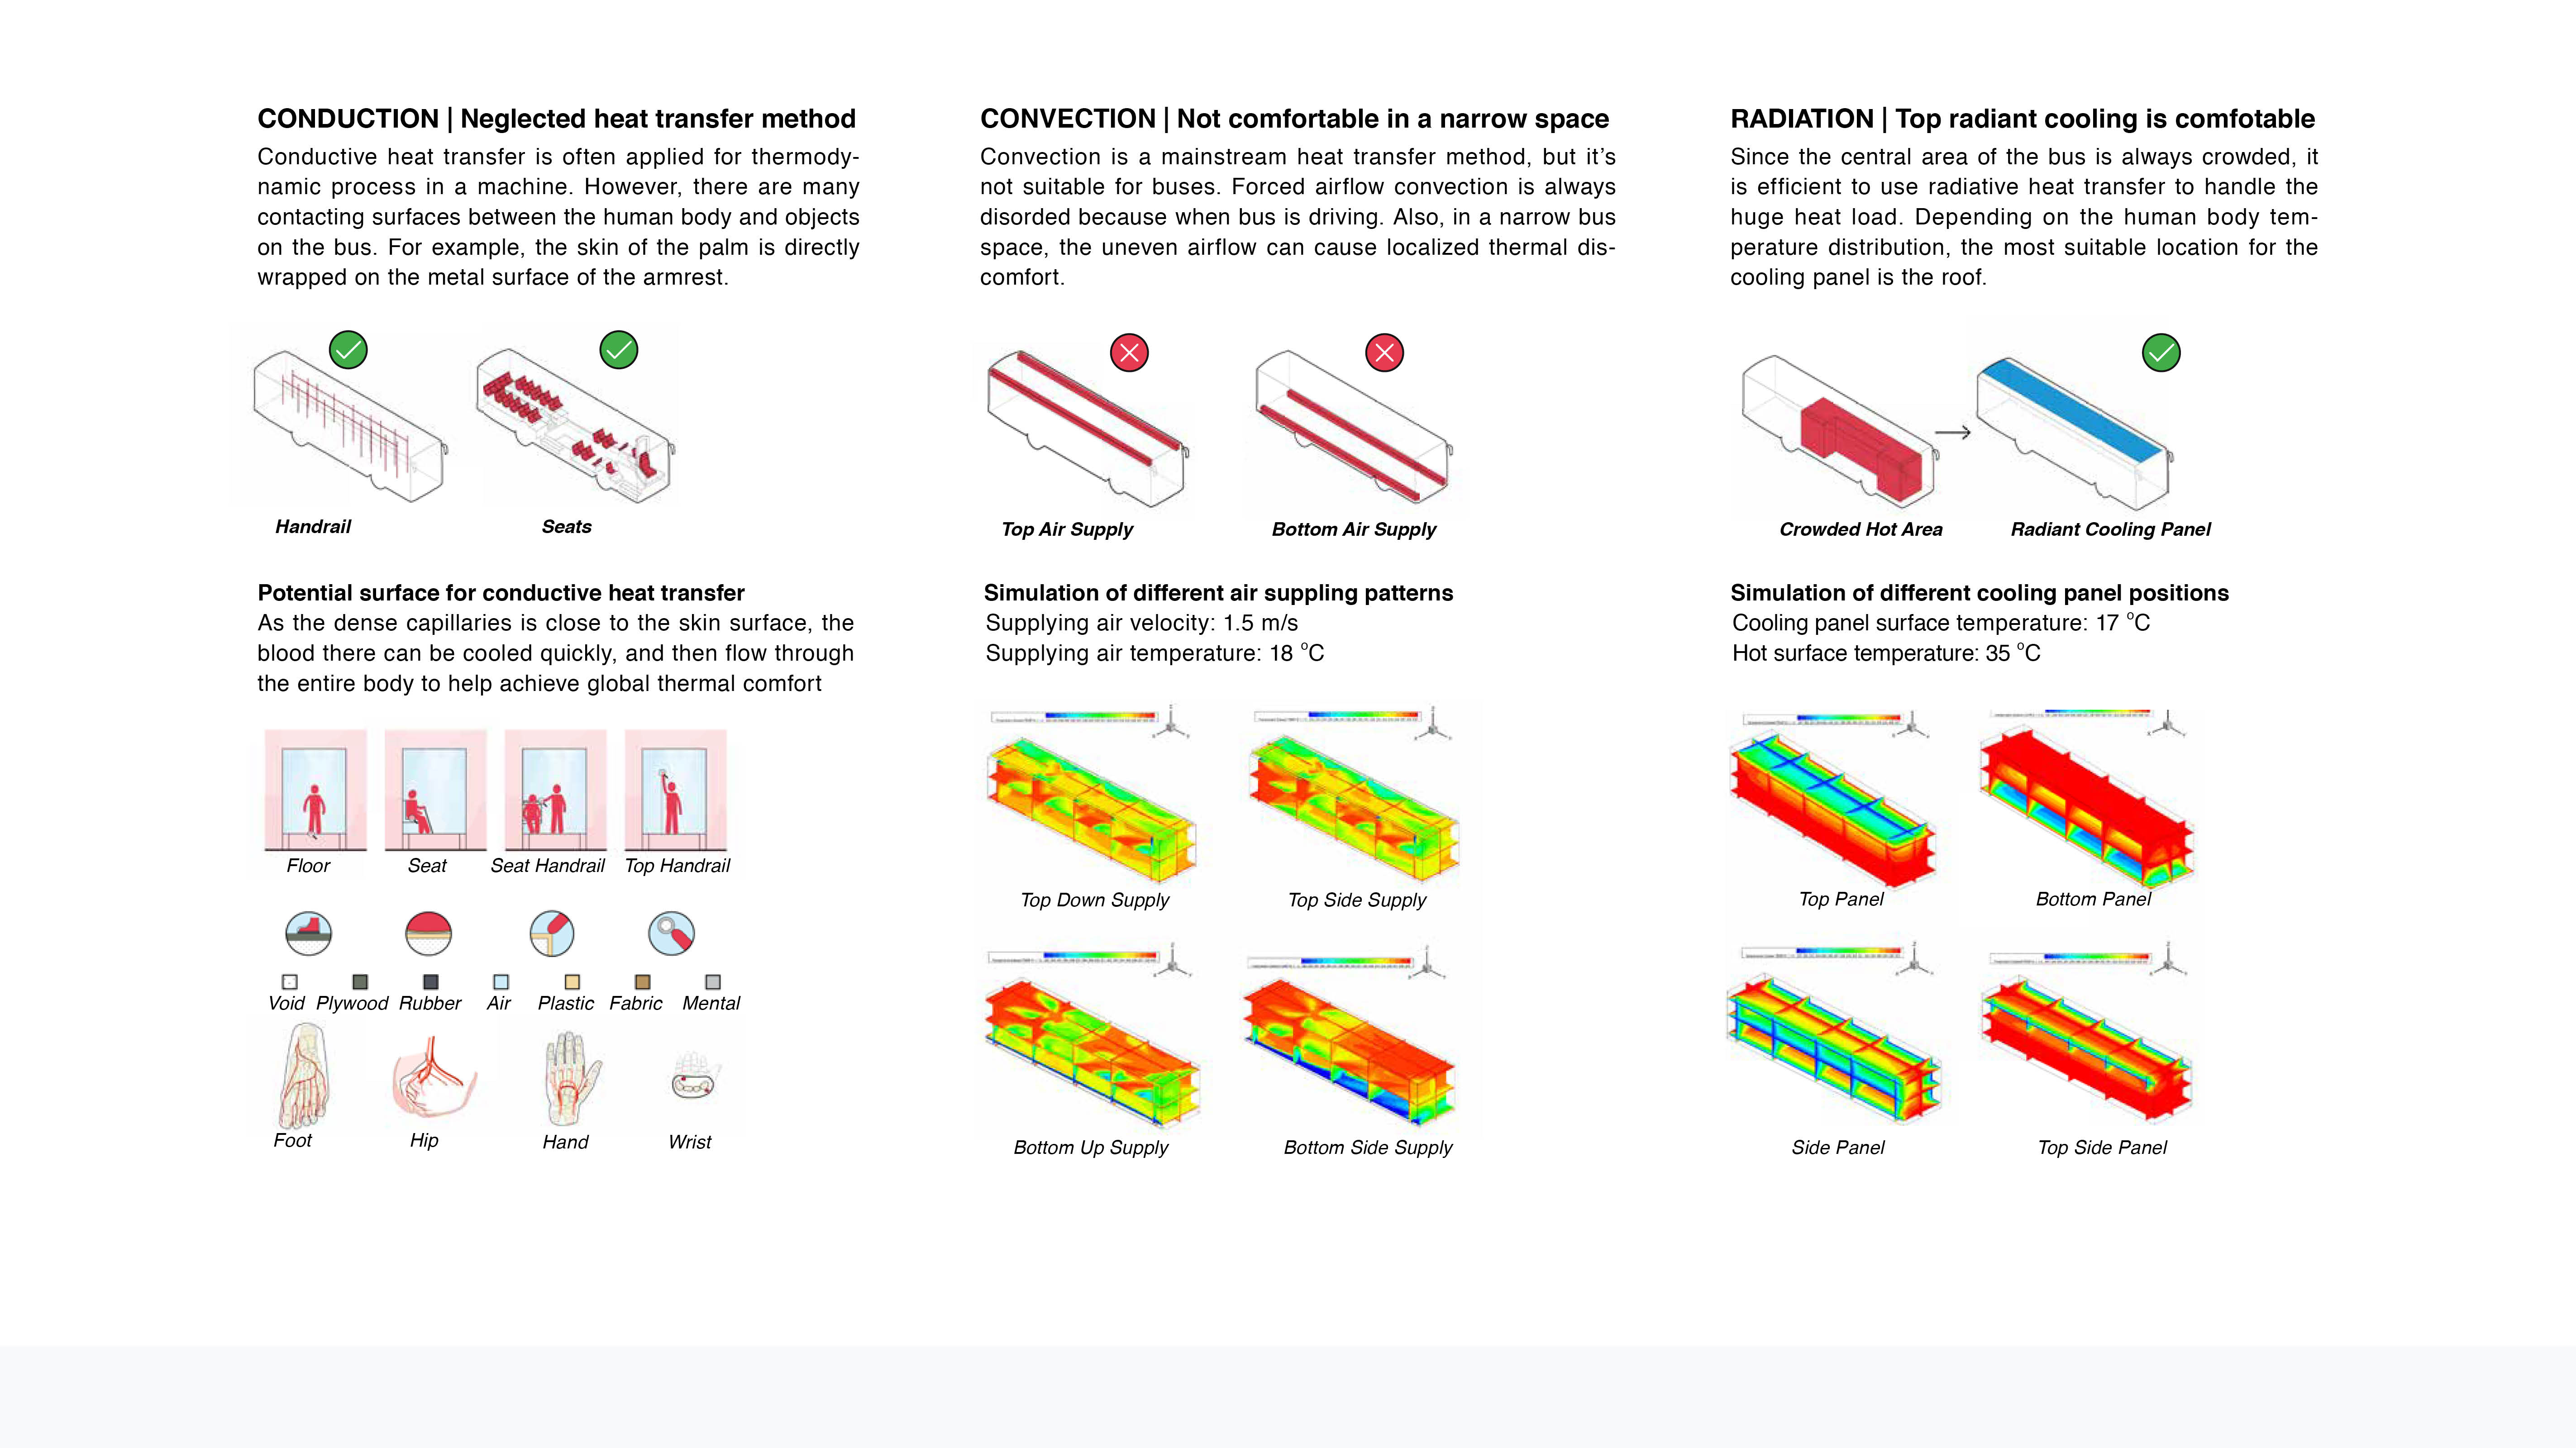 CONDUCTION | Neglected heat transfer method
Conductive heat transfer is often applied for thermody-
namic process in a machine. However, there are many
contacting surfaces between the human body and objects
on the bus. For example, the skin of the palm is directly
wrapped on the metal surface of the armrest.
Handrail
Seats
Potential surface for conductive heat transfer
As the dense capillaries is close to the skin surface, the
blood there can be cooled quickly, and then flow through
the entire body to help achieve global thermal comfort
Floor
Seat
Seat Handrail
Top Handrail
Void
Plywood
Rubber
Air
Plastic
Fabric
Mental
Foot
Hip
Hand
Wrist
CONVECTION | Not comfortable in a narrow space
Convection is a mainstream heat transfer method, but it's
not suitable for buses. Forced airflow convection is always
disorded because when bus is driving. Also, in a narrow bus
space, the uneven airflow can cause localized thermal dis-
comfort.
Top Air Supply
Bottom Air Supply
Simulation of different air suppling patterns
Supplying air velocity: 1.5 m/s
Supplying air temperature: 18 °C
Top Down Supply
Top Side Supply
Bottom Up Supply
Bottom Side Supply
RADIATION | Top radiant cooling is comfotable
Since the central area of the bus is always crowded, it
is efficient to use radiative heat transfer to handle the
huge heat load. Depending on the human body tem-
perature distribution, the most suitable location for the
cooling panel is the roof.
Crowded Hot Area
Radiant Cooling Panel
Simulation of different cooling panel positions
Cooling panel surface temperature: 17 °C
Hot surface temperature: 35 °C
Top Panel
Bottom Panel
Side Panel
Top Side Panel